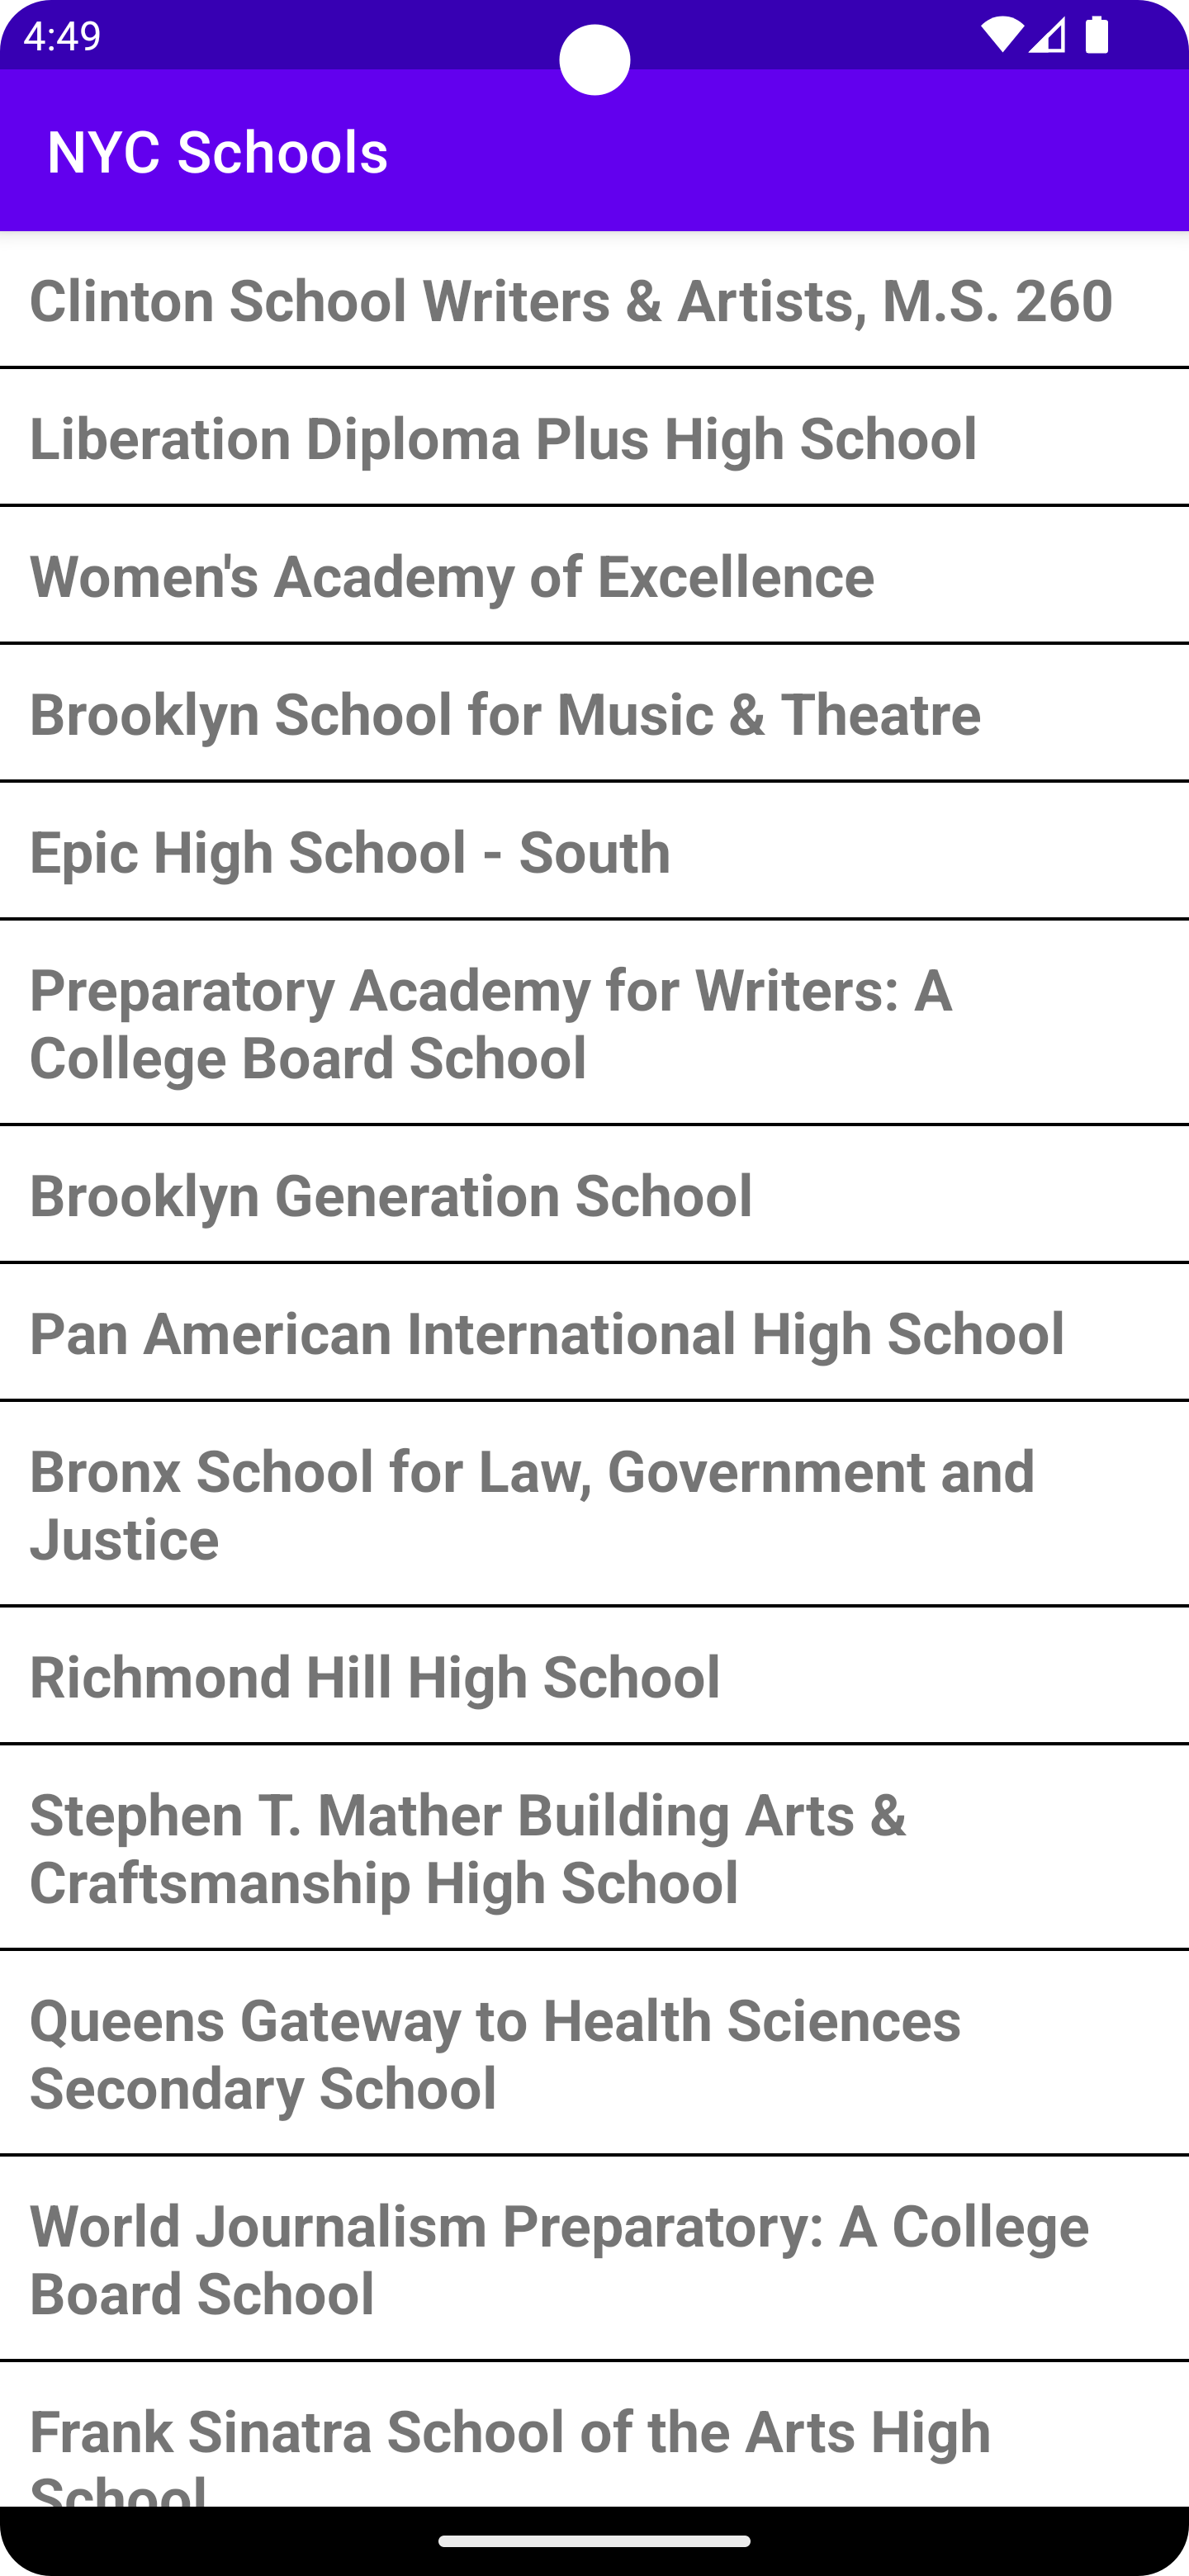 4:49
NYC Schools
Clinton School Writers & Artists, M.S. 260
Liberation Diploma Plus High School
Women's Academy of Excellence
Brooklyn School for Music & Theatre
Epic High School - South
Preparatory Academy for Writers: A
College Board School
Brooklyn Generation School
Pan American International High School
Bronx School for Law, Government and
Justice
Richmond Hill High School
Stephen T. Mather Building Arts &
Craftsmanship High School
Queens Gateway to Health Sciences
Secondary School
World Journalism Preparatory: A College
Board School
Frank Sinatra School of the Arts High
School